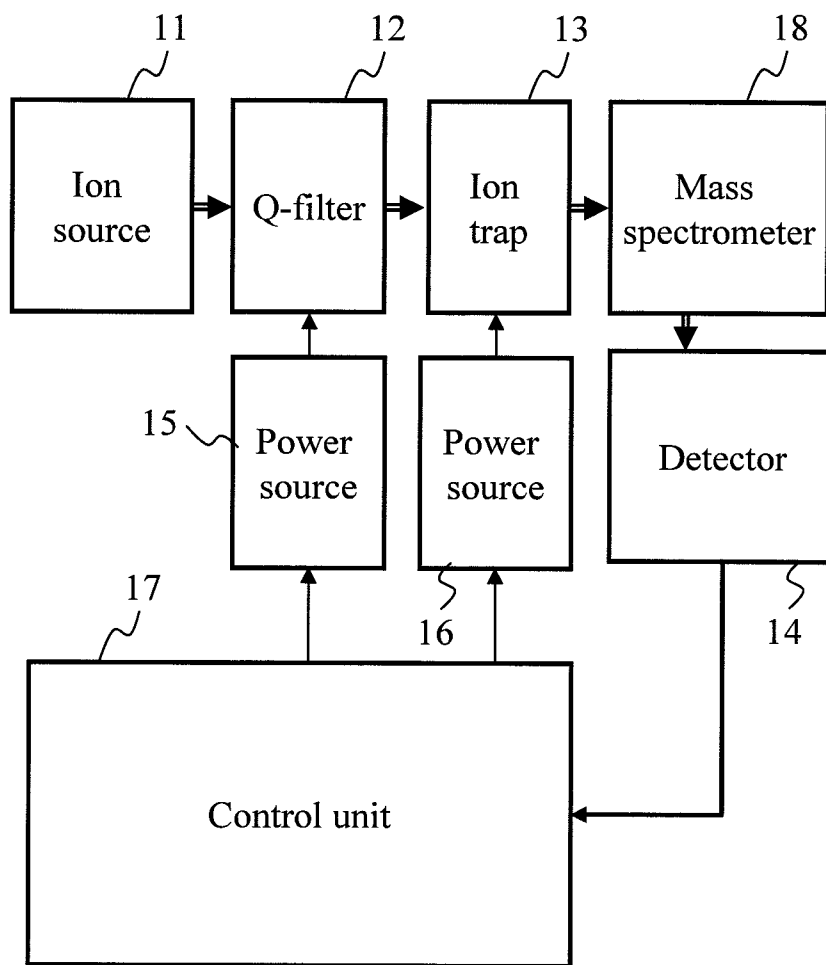 11
12
13
18
Ion
source
Q-filter
Ion
trap
Mass
spectrometer
15
Power
source
Power
source
Detector
17
16
14
Control unit